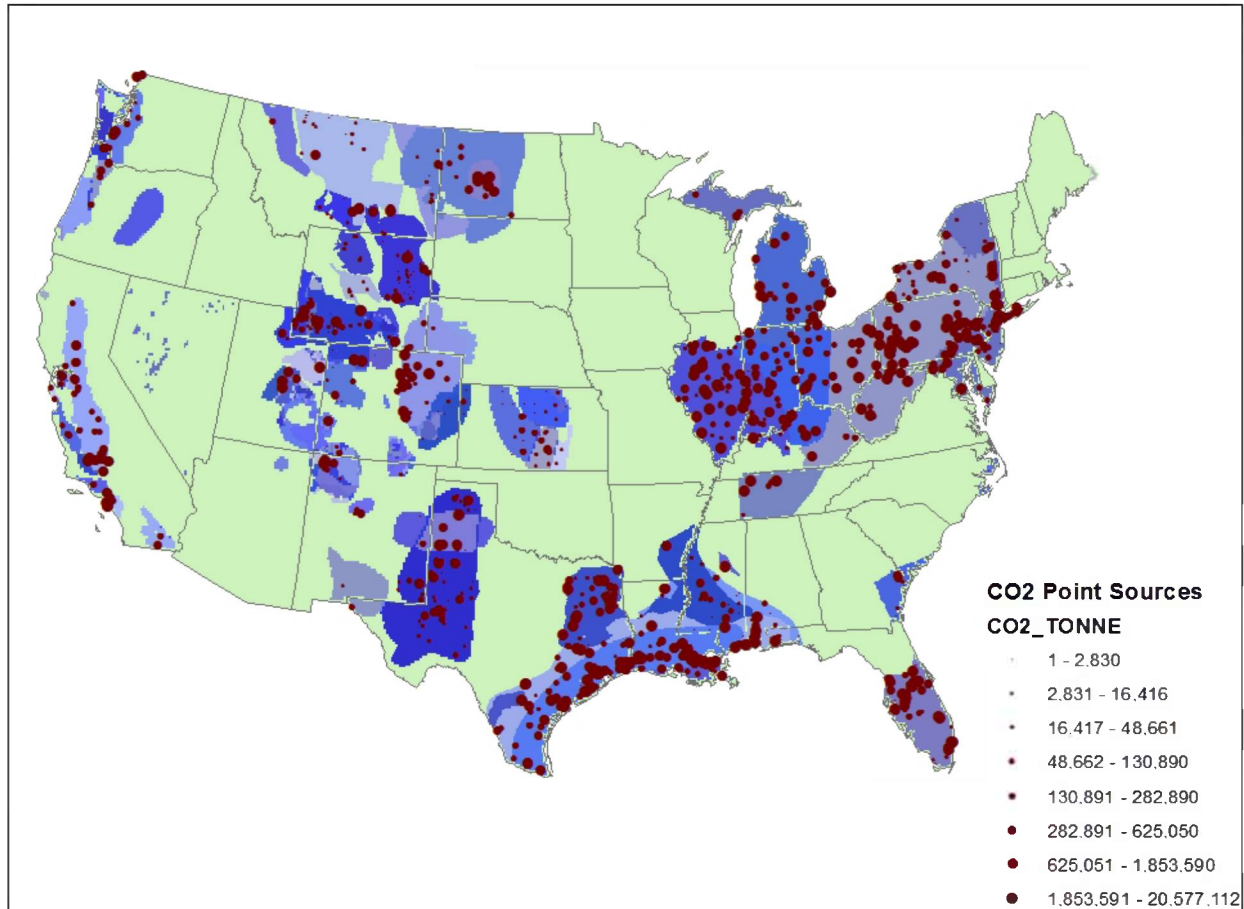 CO2 Point Sources
CO2_TONNE
1 - 2.830
2.831 - 16.416
16.417 - 48.661
48.662 - 130.890
130.891 - 282.890
282.891 - 625.050
625.051 - 1.853.590
1.853.591 - 20.577.112